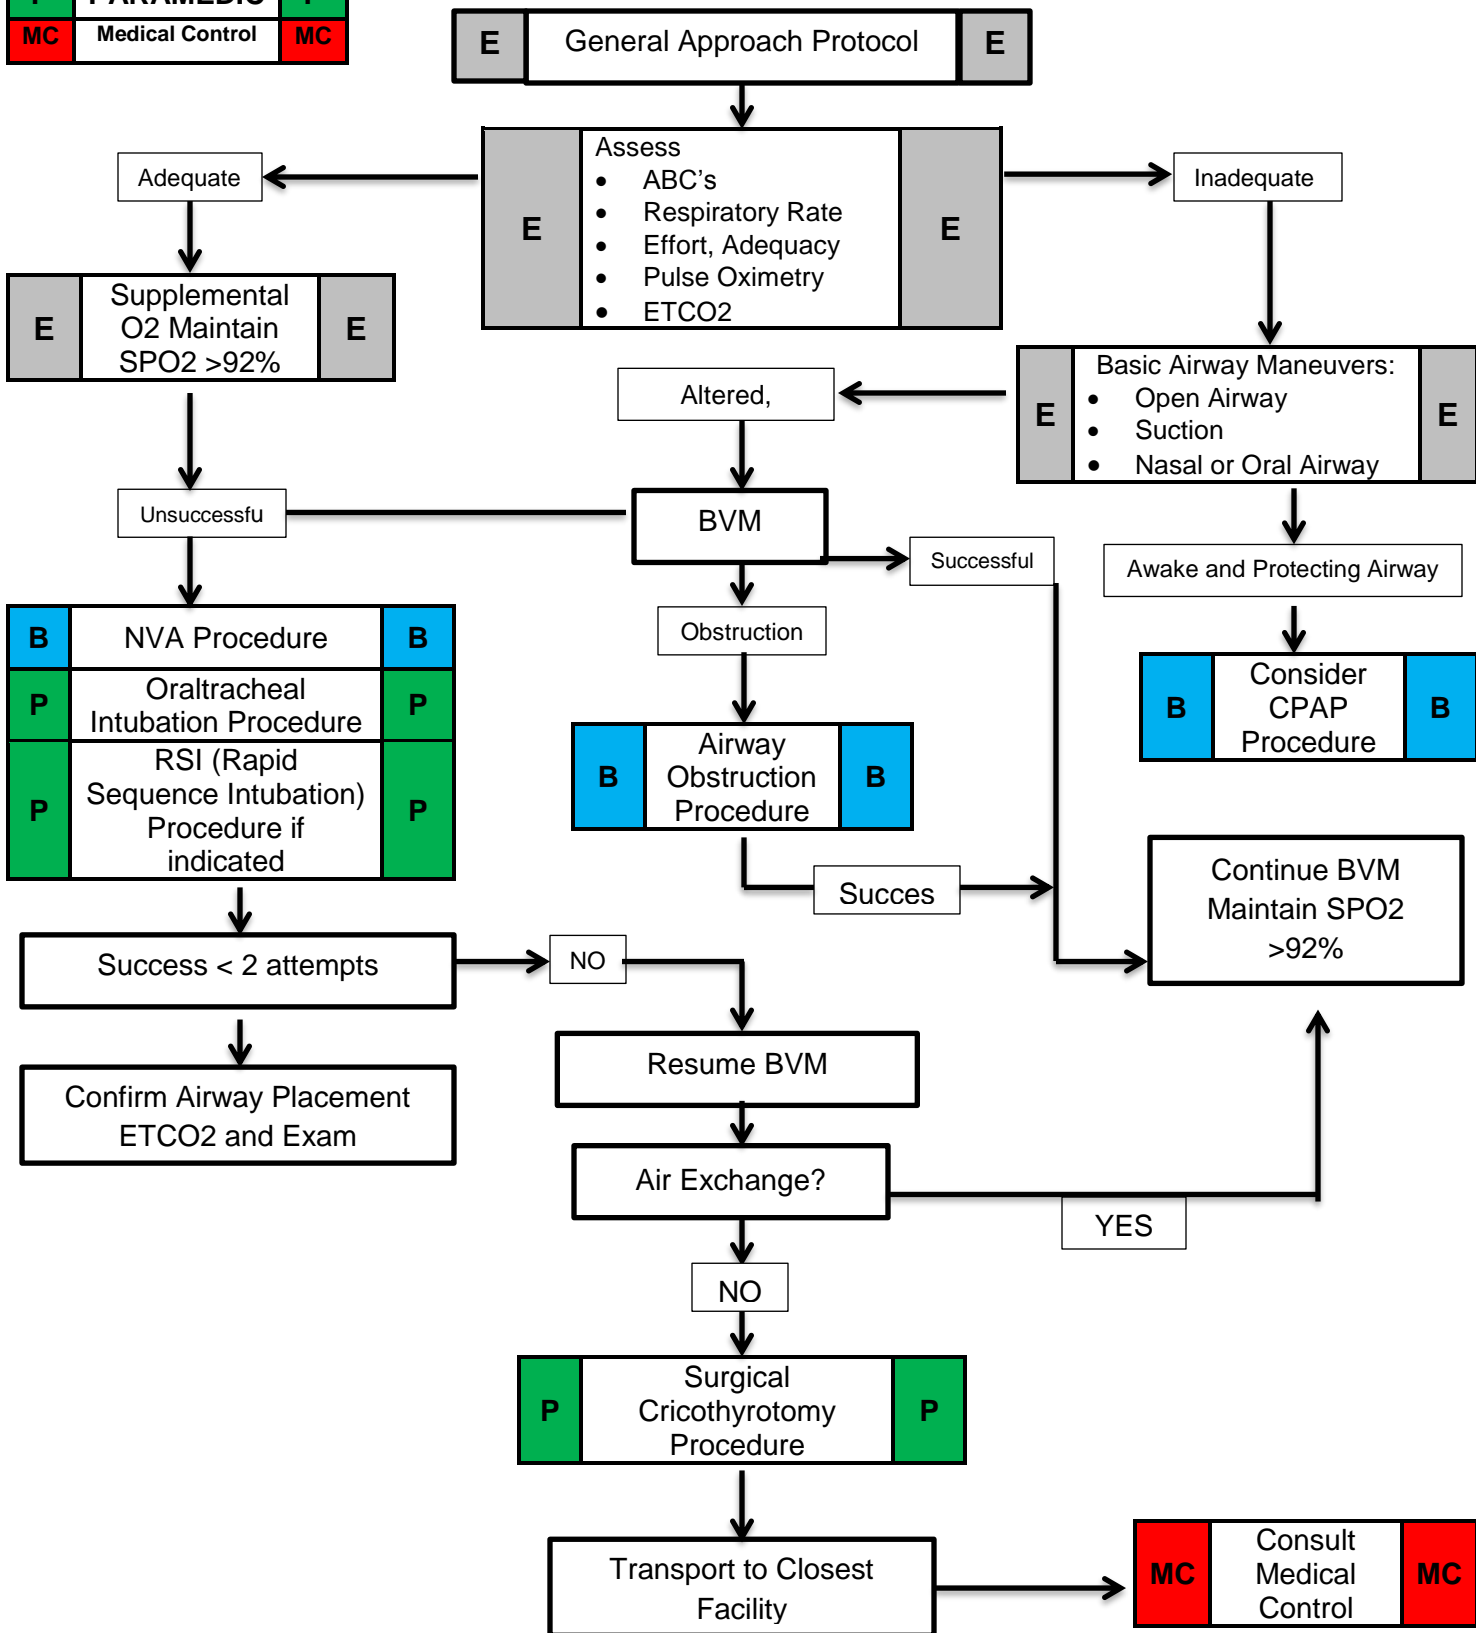 P PARAMEDIC P
MC Medical Control MC
E General Approach Protocol E
Assess
• ABC's
• Respiratory Rate
E • Effort, Adequacy E
• Pulse Oximetry
• ETCO2
Adequate
Inadequate
Supplemental
E O2 Maintain E
SPO2 >92%
Basic Airway Maneuvers:
• Open Airway
E • Suction E
• Nasal or Oral Airway
Altered,
Unsuccessfu
BVM
Successful
Awake and Protecting Airway
Obstruction
B NVA Procedure B
Oraltracheal
P Intubation Procedure P
RSI (Rapid
Sequence Intubation)
P Procedure if P
indicated
Consider
B CPAP B
Procedure
Airway
B Obstruction B
Procedure
Succes
Continue BVM
Maintain SPO2
>92%
Success < 2 attempts
NO
Resume BVM
Confirm Airway Placement
ETCO2 and Exam
Air Exchange?
YES
NO
Surgical
P Cricothyrotomy P
Procedure
Transport to Closest
Facility
Consult
MC Medical MC
Control